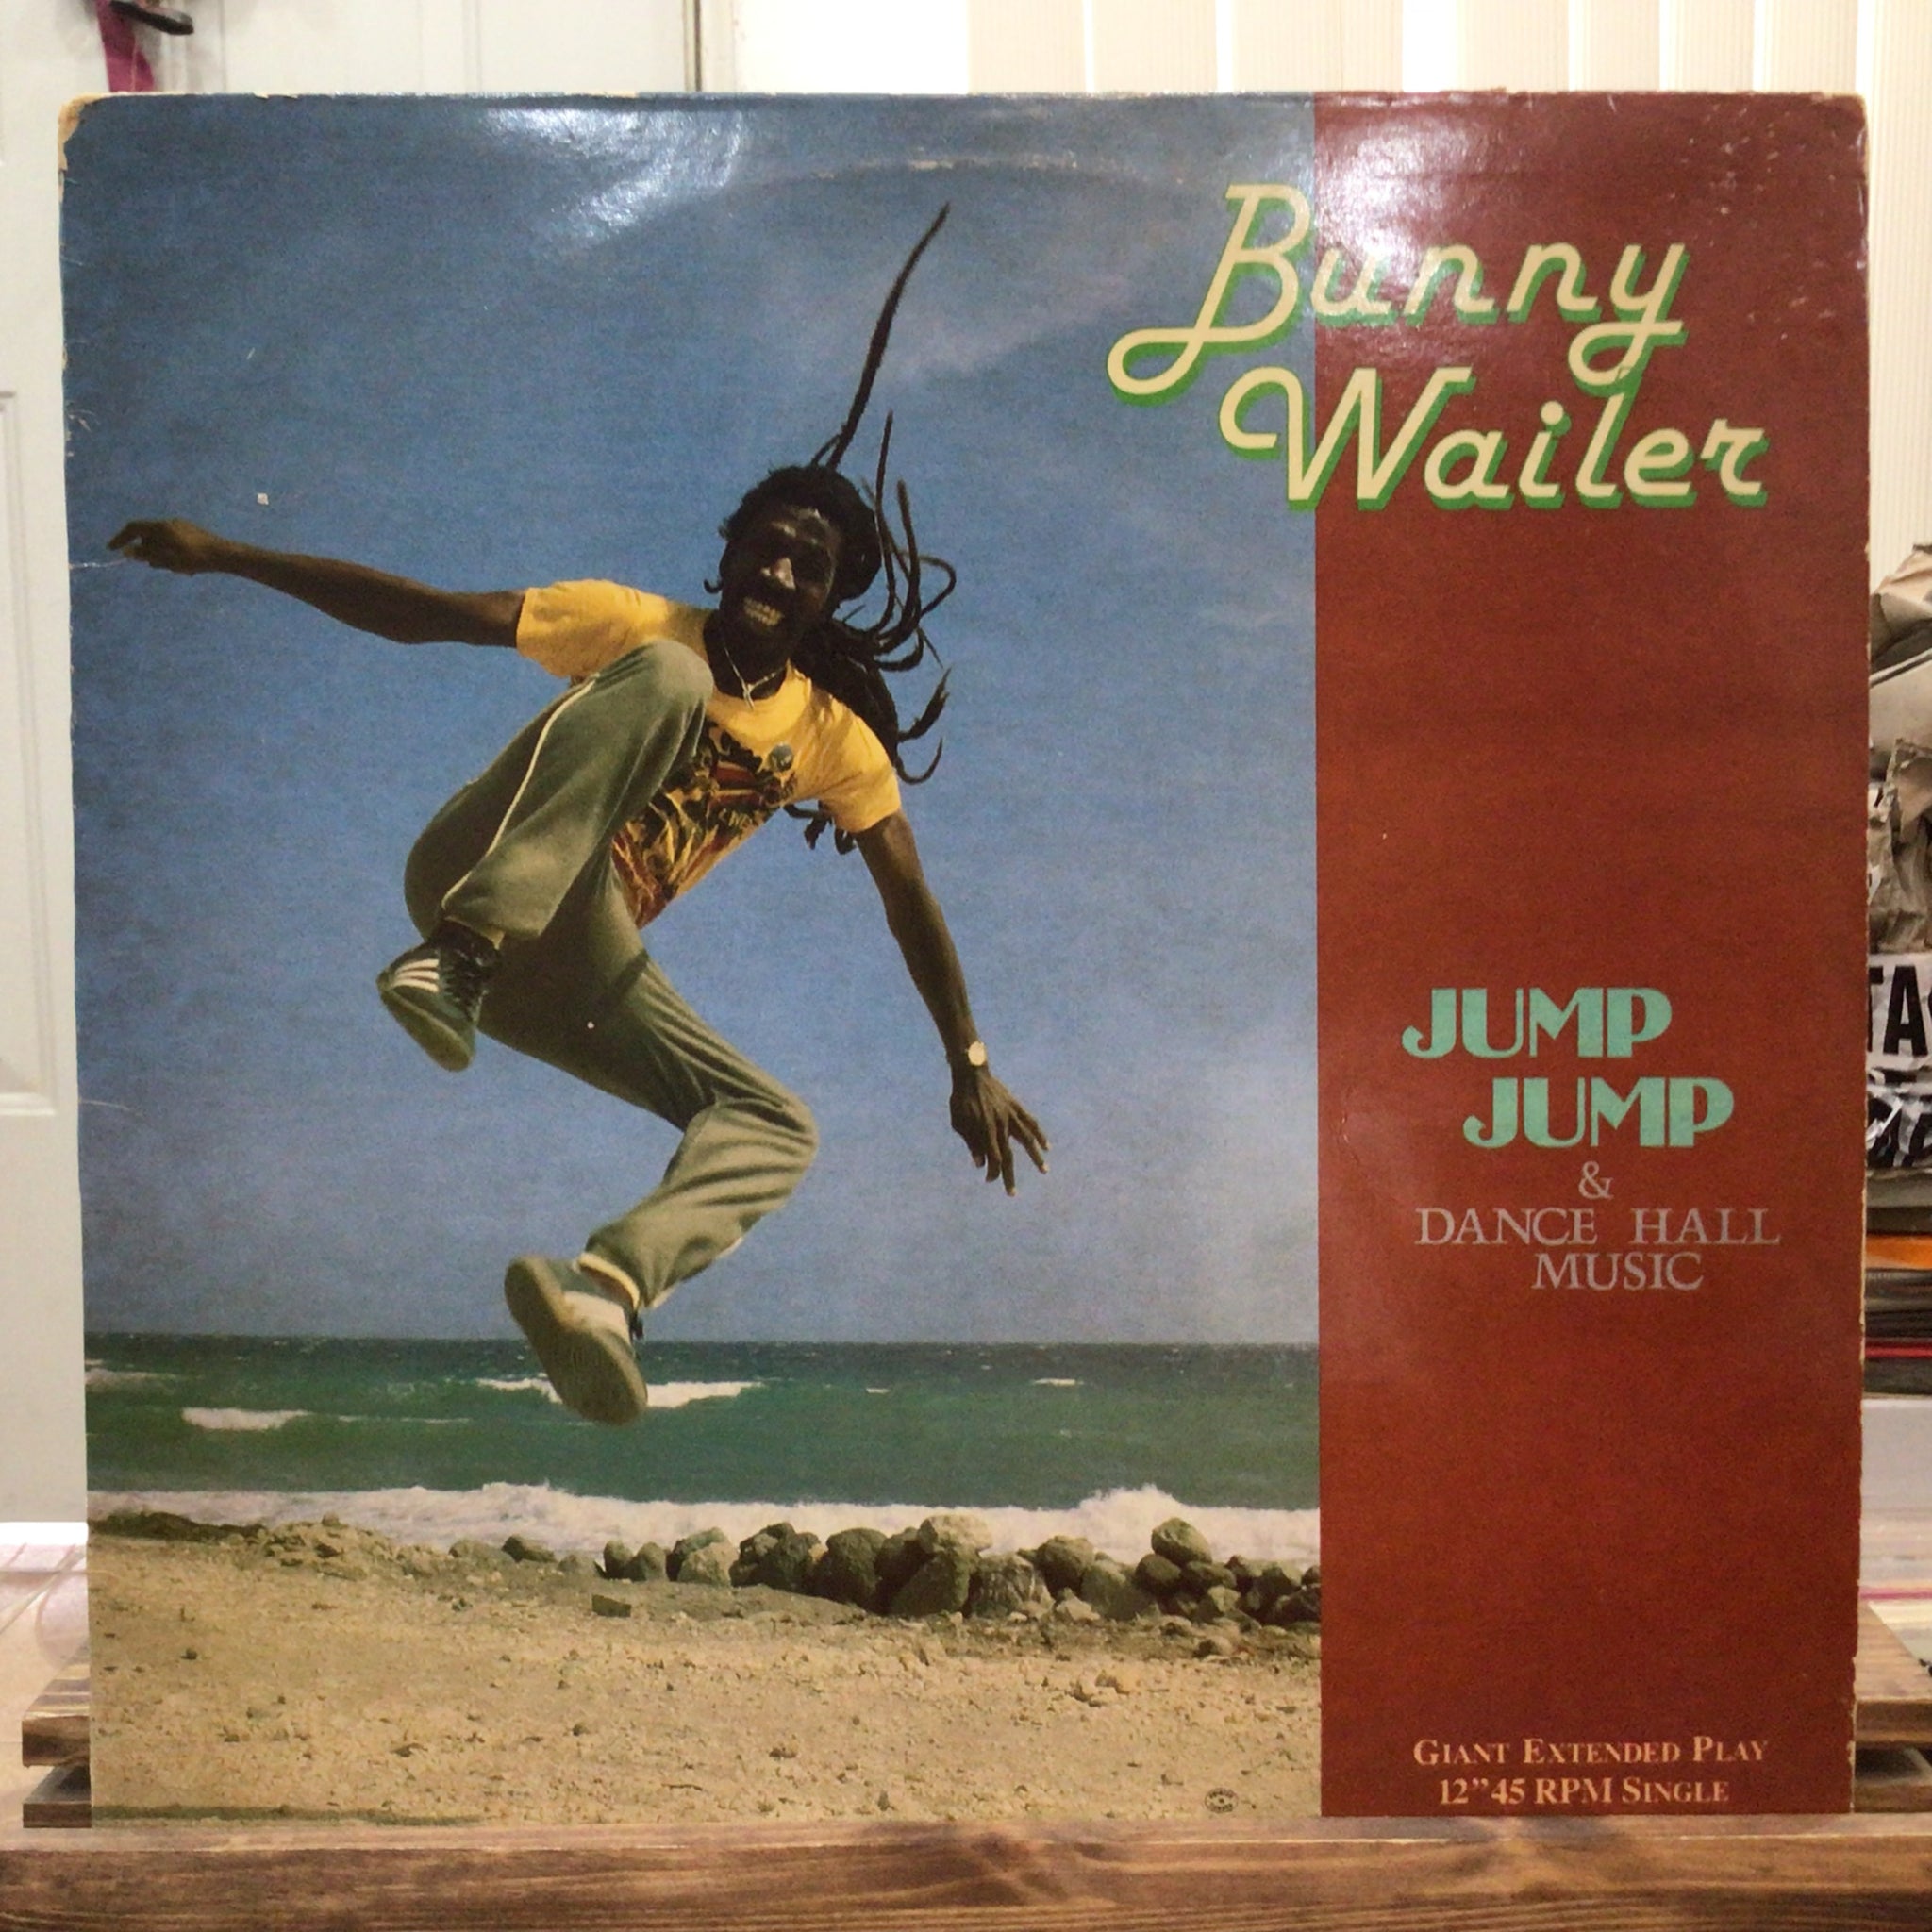 Bunny
Wailer
JUMP
JUMP
&
DANCE HALL
MUSIC
GIANT EXTENDED PLAY
12" 45 RPM SINGLE